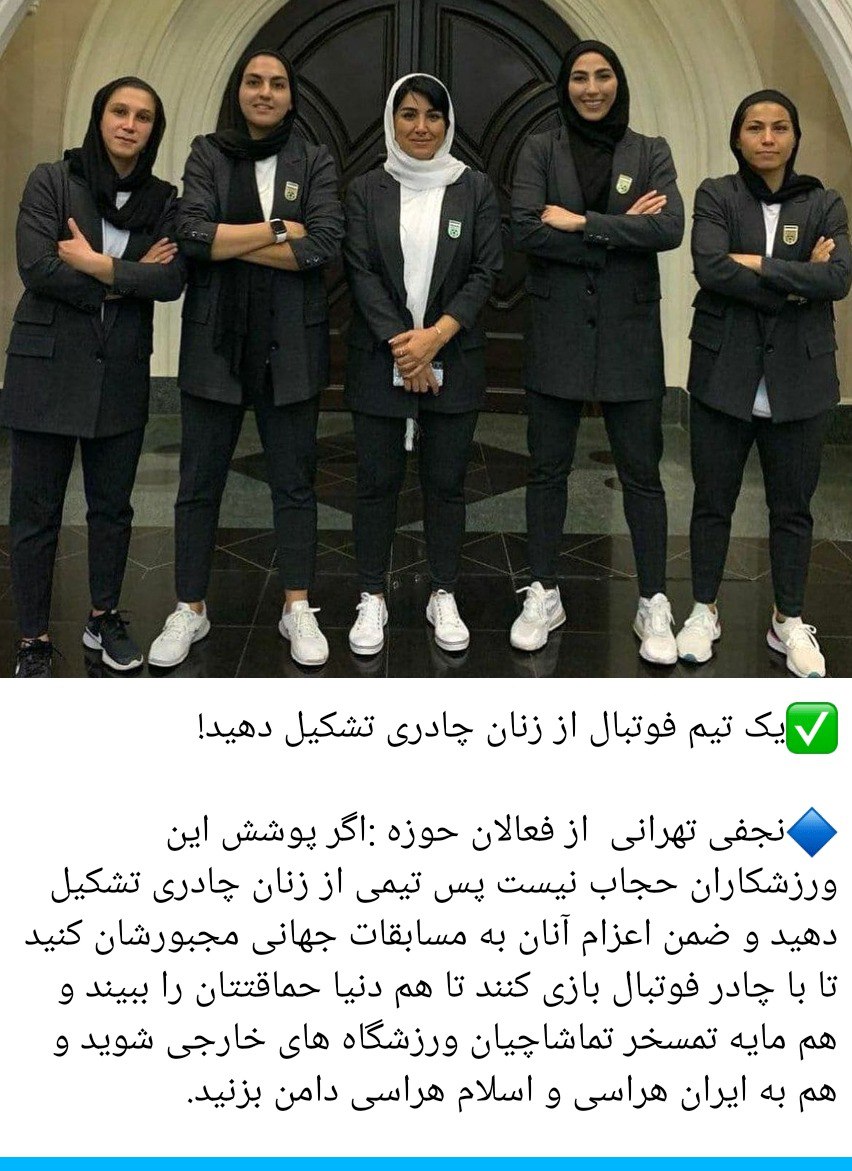 ✅یک تیم فوتبال از زنان چادری تشکیل دهید!
🔷نجفی تهرانی از فعالان حوزه :اگر پوشش این
ورزشکاران حجاب نیست پس تیمی از زنان چادری تشکیل
دهید و ضمن اعزام آنان به مسابقات جهانی مجبورشان کنید
تا با چادر فوتبال بازی کنند تا هم دنیا حماقتتان را ببیند و
هم مایه تمسخر تماشاچیان ورزشگاه های خارجی شوید و
هم به ایران هراسی و اسلام هراسی دامن بزنید.